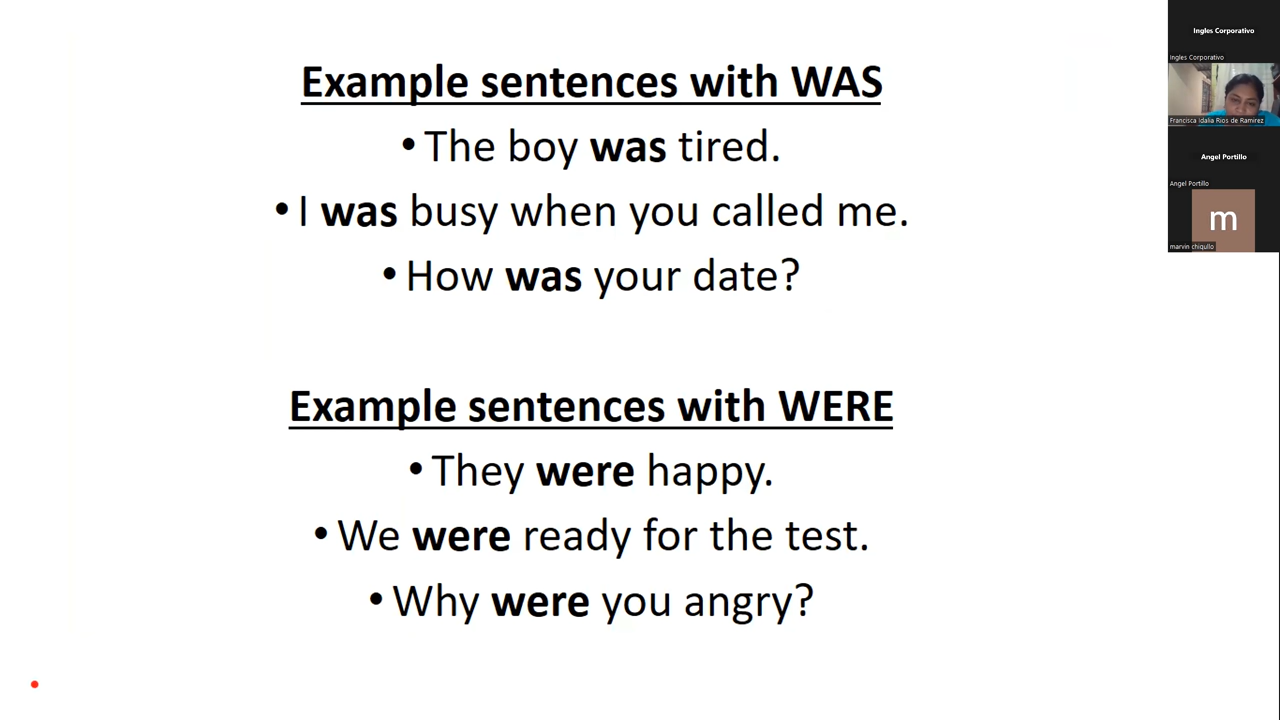 Example sentences with WAS
• The boy was tired.
• I was busy when you called me.
• How was your date?
Example sentences with WERE
• They were happy.
• We were ready for the test.
• Why were you angry?
Ingles Corporativo
Ingles Corporativo
Francisca Idalia Rios de Ramirez
Angel Portillo
Angel Portillo
m
marvin chiqullo